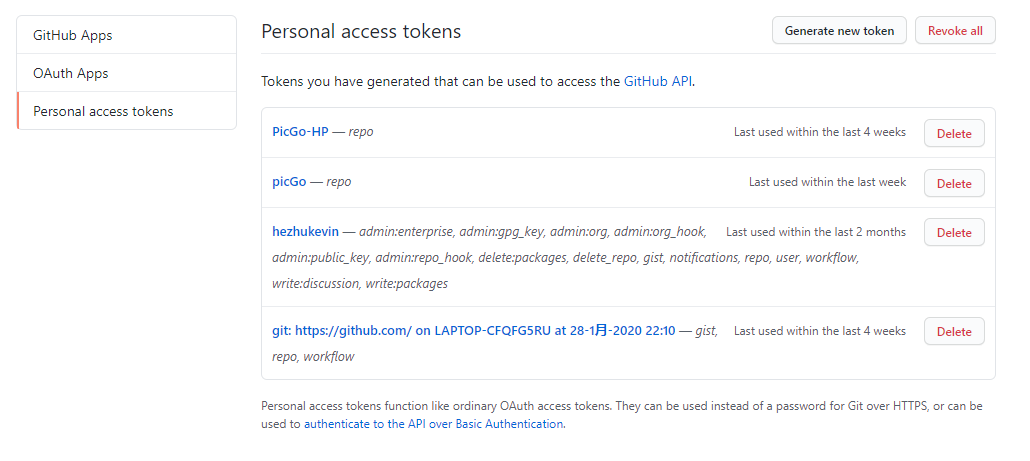 GitHub Apps
OAuth Apps
Personal access tokens
Personal access tokens
Generate new token
Revoke all
Tokens you have generated that can be used to access the GitHub API.
PicGo-HP — repo
Last used within the last 4 weeks
Delete
picGo — repo
Last used within the last week
Delete
hezhukevin — admin:enterprise, admin:gpg_key, admin:org, admin:org_hook,
admin:public_key, admin:repo_hook, delete:packages, delete_repo, gist, notifications, repo, user, workflow,
write:discussion, write:packages
Last used within the last 2 months
Delete
git: https://github.com/ on LAPTOP-CFQFG5RU at 28-1月-2020 22:10 — gist,
repo, workflow
Last used within the last 4 weeks
Delete
Personal access tokens function like ordinary OAuth access tokens. They can be used instead of a password for Git over HTTPS, or can be
used to authenticate to the API over Basic Authentication.